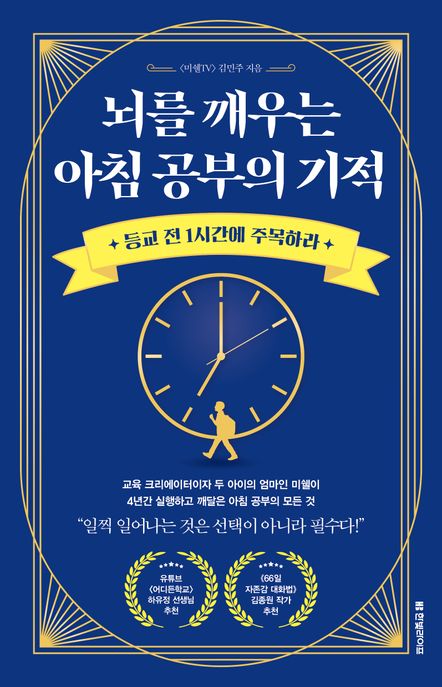 〈미쉘TV〉 김민주 지음
뇌를 깨우는
아침 공부의 기적
등교 전 1시간에 주목하라
교육 크리에이터이자 두 아이의 엄마인 미쉘이
4년간 실행하고 깨달은 아침 공부의 모든 것
“일찍 일어나는 것은 선택이 아니라 필수다!”
유튜브
〈어디든학교〉
하유정 선생님
추천
《66일
자존감 대화법》
김종원 작가
추천
한빛라이프